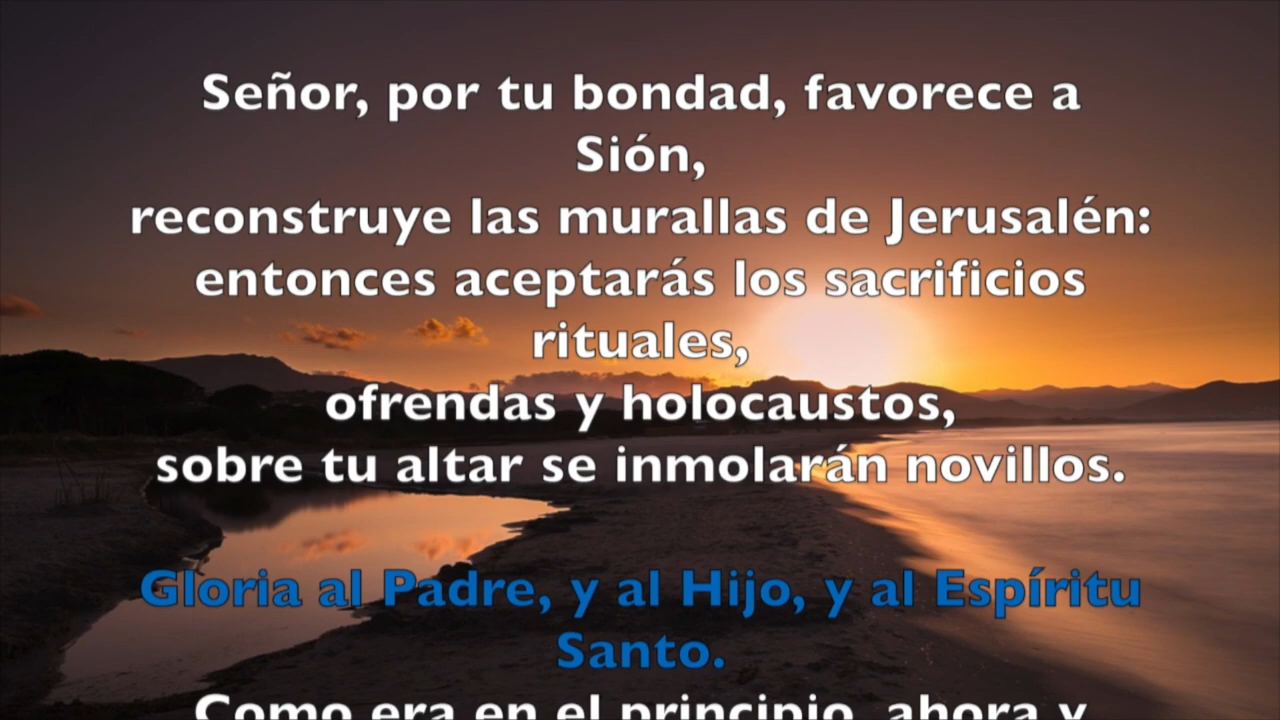 Señor, por tu bondad, favorece a
Sión,
reconstruye las murallas de Jerusalén:
entonces aceptarás los sacrificios
rituales,
ofrendas y holocaustos,
sobre tu altar se inmolarán novillos.
Gloria al Padre, y al Hijo, y al Espíritu
Santo.
Como era en el principio, ahora y